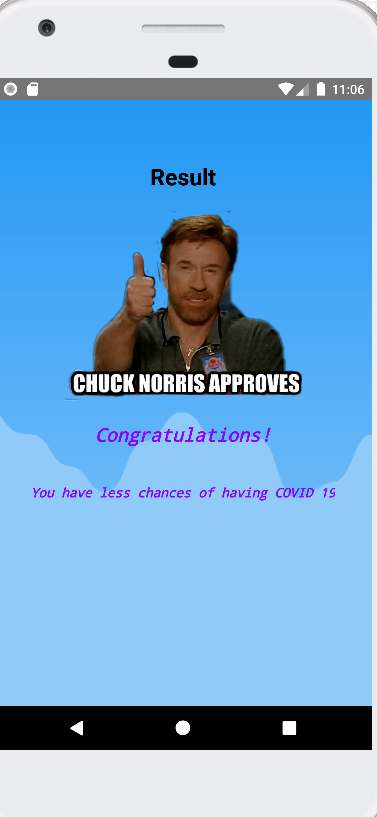 11:06
Result
CHUCK NORRIS APPROVES
Congratulations!
You have less chances of having COVID 19